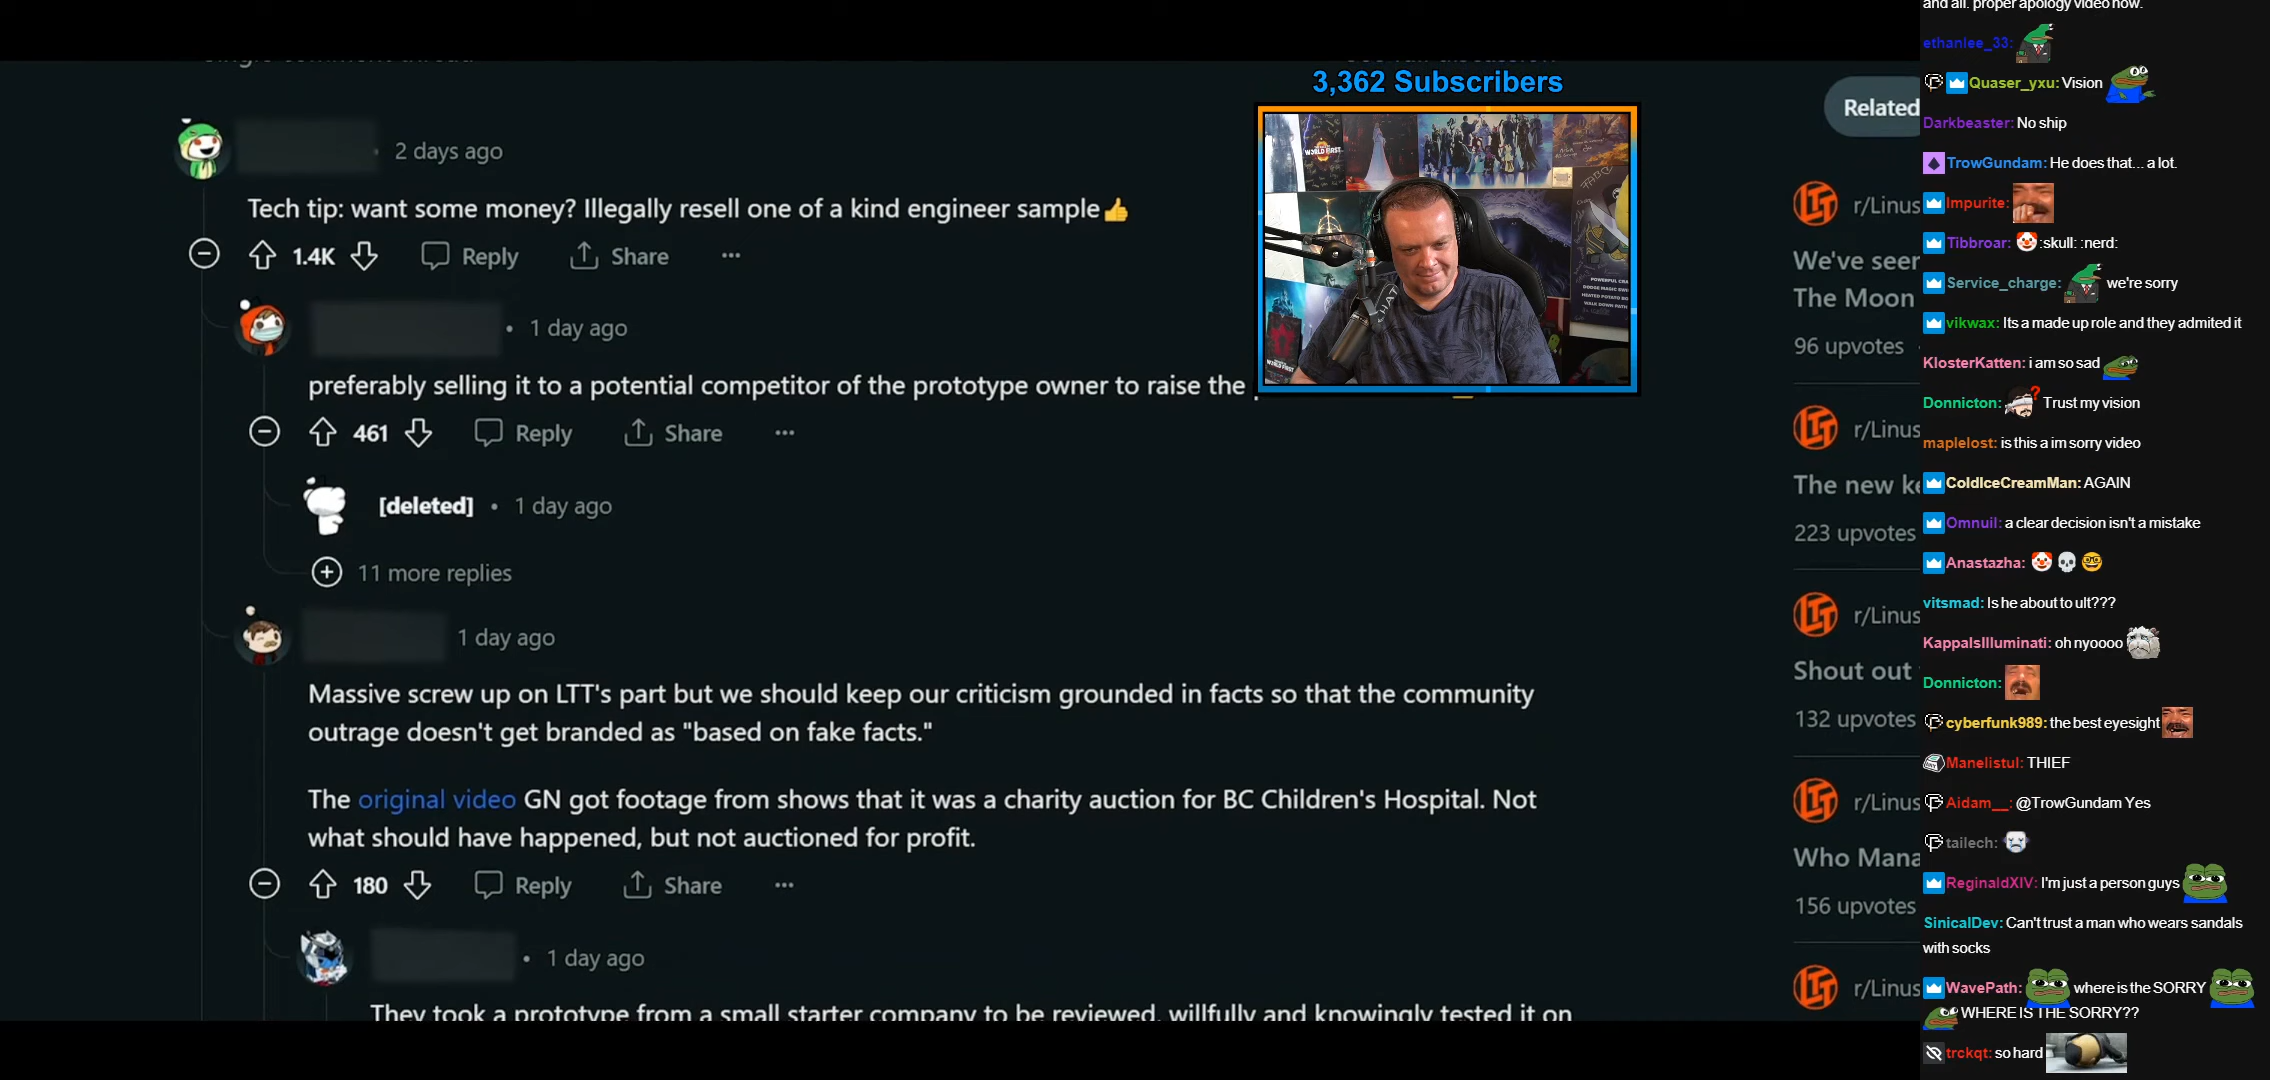 2 days ago
Tech tip: want some money? Illegally resell one of a kind engineer sample👍
1.4K Reply Share
• 1 day ago
preferably selling it to a potential competitor of the prototype owner to raise the
461 Reply Share
[deleted] • 1 day ago
11 more replies
1 day ago
Massive screw up on LTT's part but we should keep our criticism grounded in facts so that the community
outrage doesn't get branded as "based on fake facts."
The original video GN got footage from shows that it was a charity auction for BC Children's Hospital. Not
what should have happened, but not auctioned for profit.
180 Reply Share
• 1 day ago
They took a prototype from a small starter company to be reviewed, willfully and knowingly tested it on
3,362 Subscribers
WORLD FIRST
CHAT
Related
r/Linus
We've seen
The Moon
96 upvotes
r/Linus
The new ke
223 upvotes
r/Linus
Shout out
132 upvotes
r/Linus
Who Mana
156 upvotes
r/Linus
and all. proper apology video now.
ethanlee_33:
Quaser_yxu: Vision
Darkbeaster: No ship
TrowGundam: He does that... a lot.
Impurite:
Tibbroar: 🤡:skull: :nerd:
Service_charge: we're sorry
vikwax: Its a made up role and they admitted it
KlosterKatten: i am so sad
Donnicton: Trust my vision
maplelost: is this a im sorry video
ColdIceCreamMan: AGAIN
Omnuil: a clear decision isn't a mistake
Anastazha: 🤡 💀 🤓
vitsmad: Is he about to ult???
KappaIsIlluminati: oh nyoooo
Donnicton:
cyberfunk989: the best eyesight
Manelistul: THIEF
Aidam__: @TrowGundam Yes
tailech:
ReginaldXIV: I'm just a person guys
SinicalDev: Can't trust a man who wears sandals
with socks
WavePath: where is the SORRY
WHERE IS THE SORRY??
trckqt: so hard